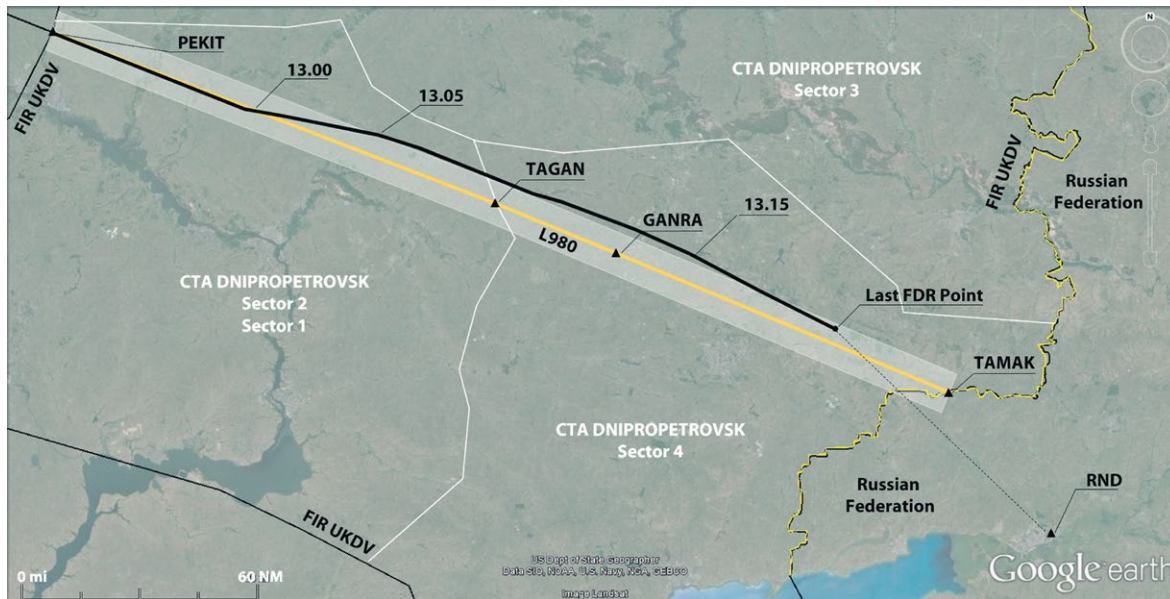 PEKIT
13.00
13.05
CTA DNIPROPETROVSK
Sector 3
FIR UKDV
FIR UKDV
Russian
Federation
TAGAN
GANRA
13.15
L980
CTA DNIPROPETROVSK
Sector 2
Sector 1
Last FDR Point
TAMAK
CTA DNIPROPETROVSK
Sector 4
Russian
Federation
RND
FIR UKDV
0 mi
60 NM
US Dept of State Geographer
Data SIO, NOAA, U.S. Navy, NGA, GEBCO
Image Landsat
Google earth
N